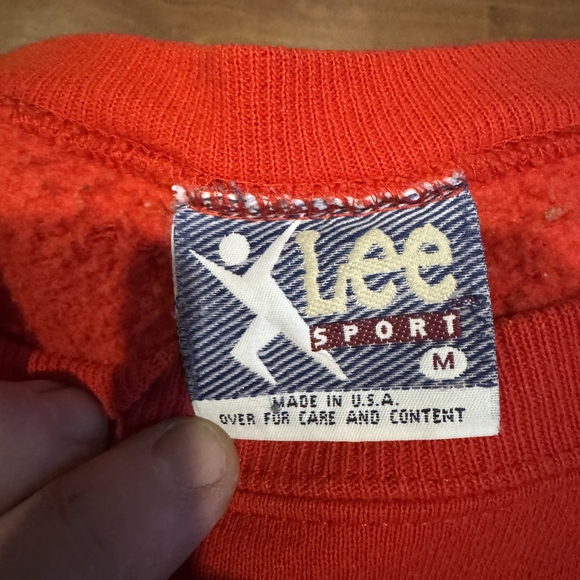 Lee
SPORT
M
MADE IN U.S.A.
OVER FOR CARE AND CONTENT